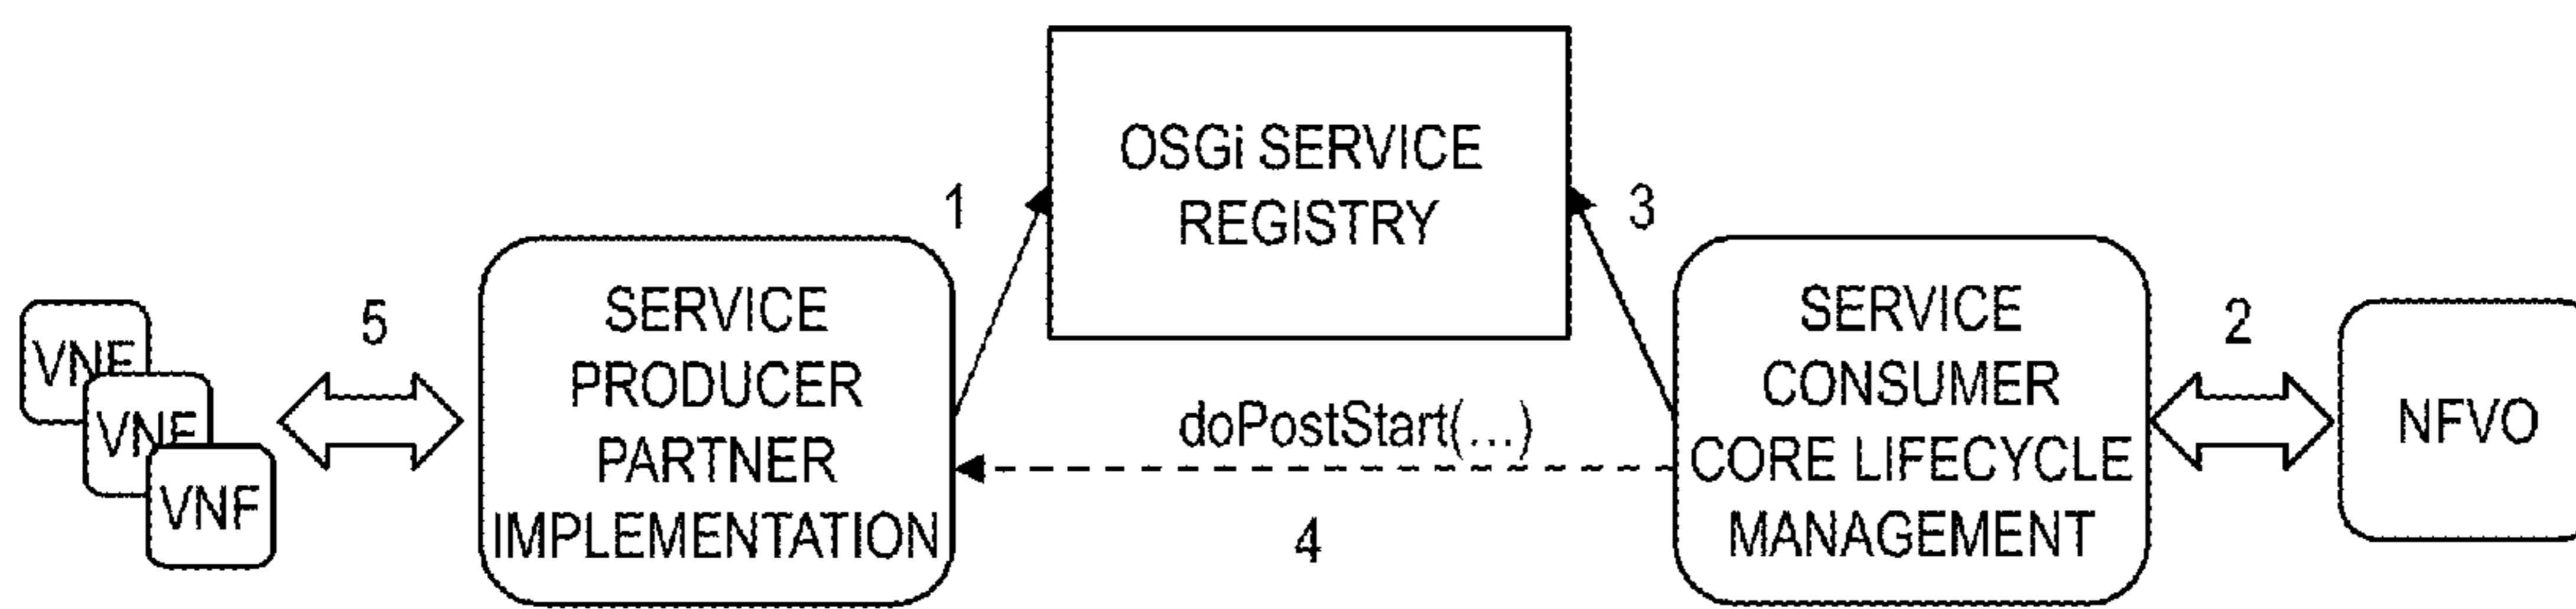 OSGi SERVICE
REGISTRY
1
3
VNF
VNF
VNF
5
SERVICE
PRODUCER
PARTNER
IMPLEMENTATION
doPostStart(...)
4
SERVICE
CONSUMER
CORE LIFECYCLE
MANAGEMENT
2
NFVO